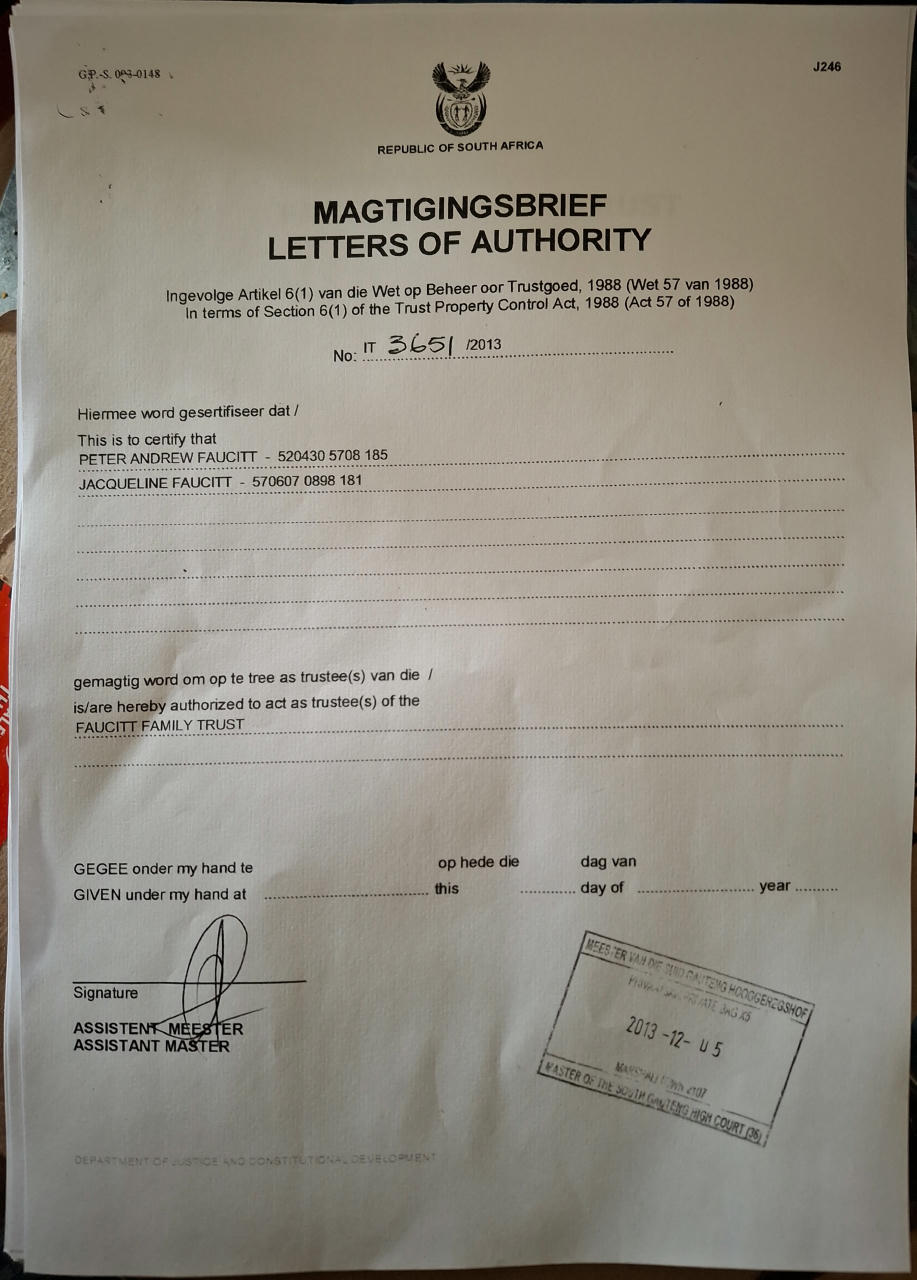 G.P.-S. 003-0148
J246
REPUBLIC OF SOUTH AFRICA
MAGTIGINGSBRIEF
LETTERS OF AUTHORITY
Ingevolge Artikel 6(1) van die Wet op Beheer oor Trustgoed, 1988 (Wet 57 van 1988)
In terms of Section 6(1) of the Trust Property Control Act, 1988 (Act 57 of 1988)
No: IT 3651 /2013
Hiermee word gesertifiseer dat /
This is to certify that
PETER ANDREW FAUCITT - 520430 5708 185
JACQUELINE FAUCITT - 570607 0898 181
gemagtig word om op te tree as trustee(s) van die /
is/are hereby authorized to act as trustee(s) of the
FAUCITT FAMILY TRUST
GEGEE onder my hand te op hede die dag van
GIVEN under my hand at this day of year
Signature
ASSISTENT MEESTER
ASSISTANT MASTER
MEESTER VAN DIE SUID GAUTENG HOOGGEREGSHOF
PRIVATE BAG X5
2013 -12- 05
MARSHALLTOWN 2107
MASTER OF THE SOUTH GAUTENG HIGH COURT (36)
DEPARTMENT OF JUSTICE AND CONSTITUTIONAL DEVELOPMENT